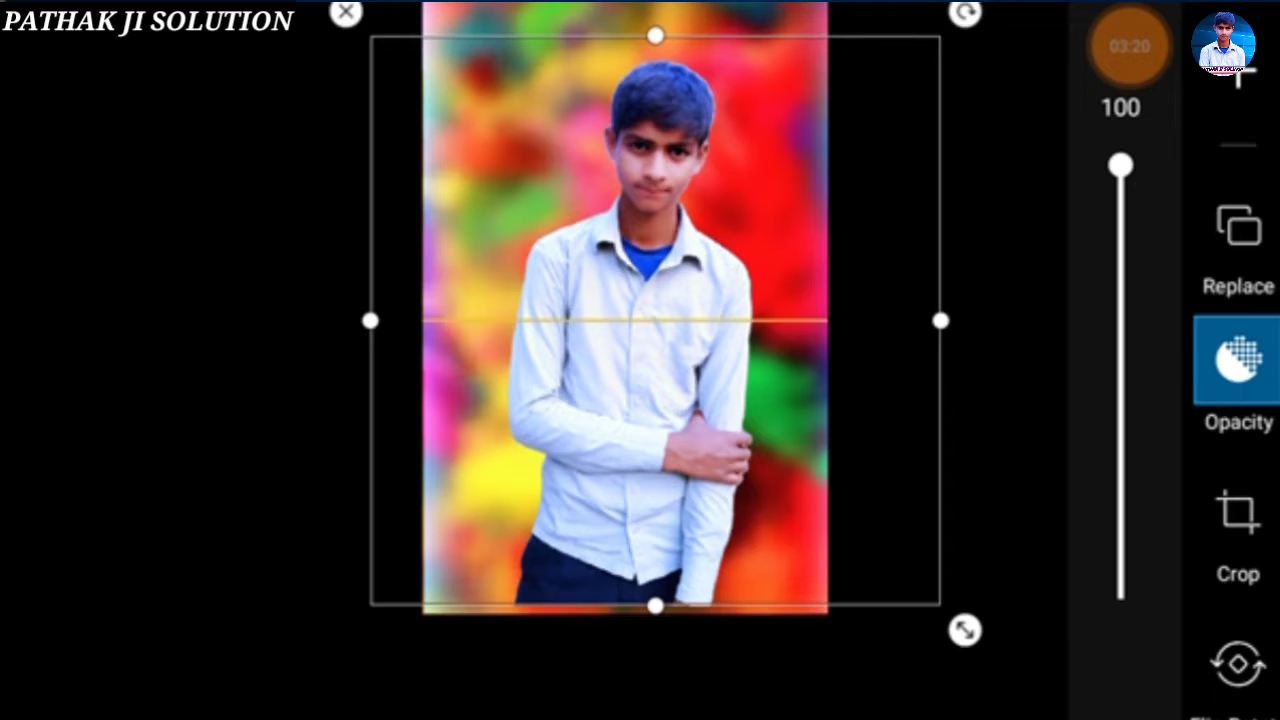 PATHAK JI SOLUTION
03:20
100
Replace
Opacity
Crop